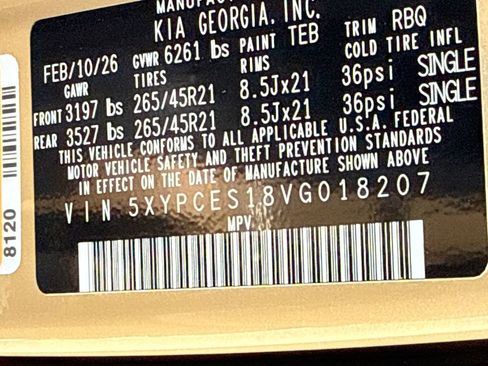 MANUFAC
KIA GEORGIA, INC.
FEB/10/26 GVWR 6261 lbs PAINT TEB TRIM RBQ
GAWR TIRES RIMS COLD TIRE INFL
FRONT 3197 lbs 265/45R21 8.5Jx21 36psi SINGLE
REAR 3527 lbs 265/45R21 8.5Jx21 36psi SINGLE
THIS VEHICLE CONFORMS TO ALL APPLICABLE U.S.A. FEDERAL
MOTOR VEHICLE SAFETY AND THEFT PREVENTION STANDARDS
IN EFFECT ON THE DATE OF MANUFACTURE SHOWN ABOVE
VIN 5XYPCES18VG018207
MPV
8120